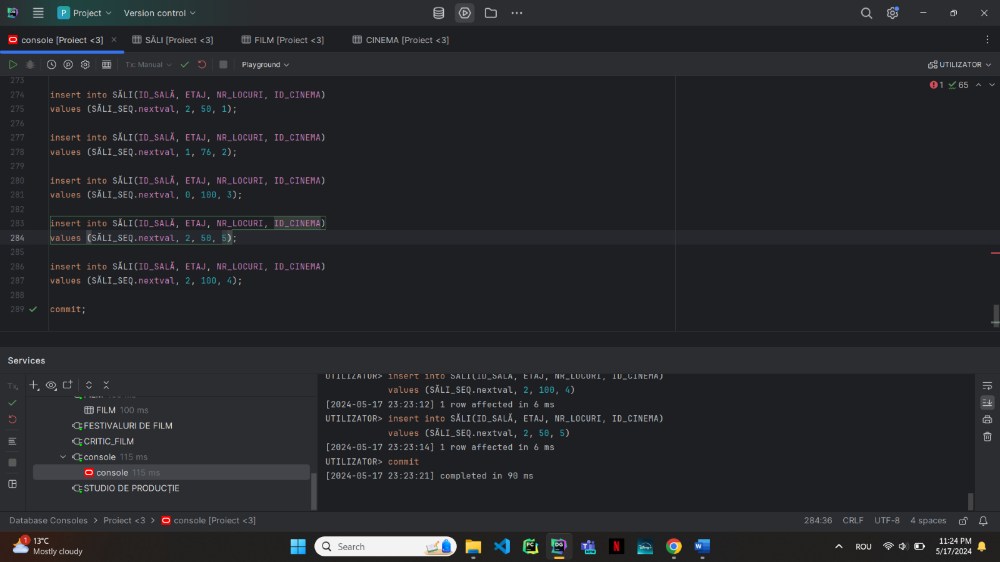 P Project Version control
console [Proiect <3] SĂLI [Proiect <3] FILM [Proiect <3] CINEMA [Proiect <3]
Tx: Manual Playground UTILIZATOR
1 65
273
274 insert into SĂLI(ID_SALĂ, ETAJ, NR_LOCURI, ID_CINEMA)
275 values (SĂLI_SEQ.nextval, 2, 50, 1);
276
277 insert into SĂLI(ID_SALĂ, ETAJ, NR_LOCURI, ID_CINEMA)
278 values (SĂLI_SEQ.nextval, 1, 76, 2);
279
280 insert into SĂLI(ID_SALĂ, ETAJ, NR_LOCURI, ID_CINEMA)
281 values (SĂLI_SEQ.nextval, 0, 100, 3);
282
283 insert into SĂLI(ID_SALĂ, ETAJ, NR_LOCURI, ID_CINEMA)
284 values (SĂLI_SEQ.nextval, 2, 50, 5);
285
286 insert into SĂLI(ID_SALĂ, ETAJ, NR_LOCURI, ID_CINEMA)
287 values (SĂLI_SEQ.nextval, 2, 100, 4);
288
289 commit;
Services
Tx
FILM 100 ms
FESTIVALURI DE FILM
CRITIC_FILM
console 115 ms
console 115 ms
STUDIO DE PRODUCȚIE
UTILIZATOR> insert into SĂLI(ID_SALĂ, ETAJ, NR_LOCURI, ID_CINEMA)
values (SĂLI_SEQ.nextval, 2, 100, 4)
[2024-05-17 23:23:12] 1 row affected in 6 ms
UTILIZATOR> insert into SĂLI(ID_SALĂ, ETAJ, NR_LOCURI, ID_CINEMA)
values (SĂLI_SEQ.nextval, 2, 50, 5)
[2024-05-17 23:23:14] 1 row affected in 6 ms
UTILIZATOR> commit
[2024-05-17 23:23:21] completed in 90 ms
Database Consoles > Proiect <3 > console [Proiect <3] 284:36 CRLF UTF-8 4 spaces
1 13°C
Mostly cloudy
Search
ROU
11:24 PM
5/17/2024